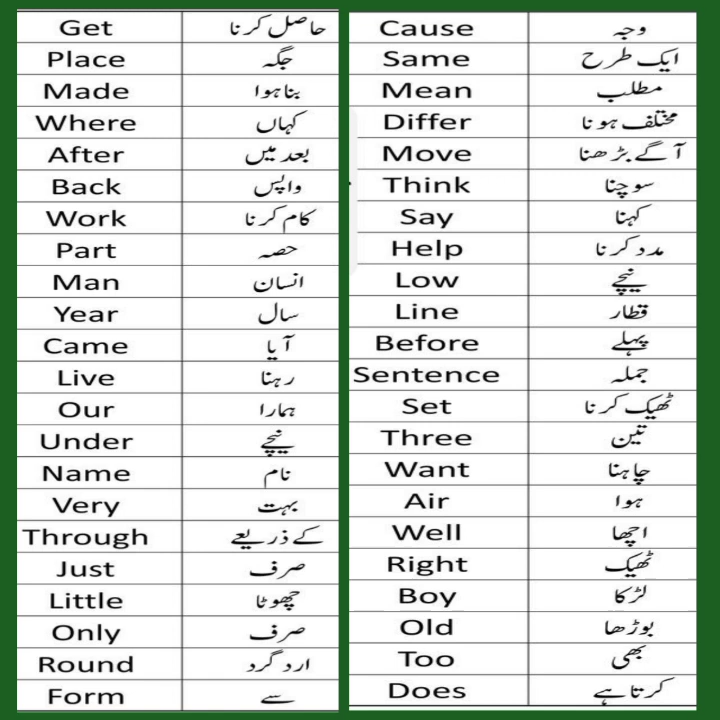 Get حاصل کرنا
Place جگہ
Made بنا ہوا
Where کہاں
After بعد میں
Back واپس
Work کام کرنا
Part حصہ
Man انسان
Year سال
Came آیا
Live رہنا
Our ہمارا
Under نیچے
Name نام
Very بہت
Through کے ذریعے
Just صرف
Little چھوٹا
Only صرف
Round ارد گرد
Form سے
Cause وجہ
Same ایک طرح
Mean مطلب
Differ مختلف ہونا
Move آگے بڑھنا
Think سوچنا
Say کہنا
Help مدد کرنا
Low نیچے
Line قطار
Before پہلے
Sentence جملہ
Set ٹھیک کرنا
Three تین
Want چاہنا
Air ہوا
Well اچھا
Right ٹھیک
Boy لڑکا
Old بوڑھا
Too بھی
Does کرتا ہے